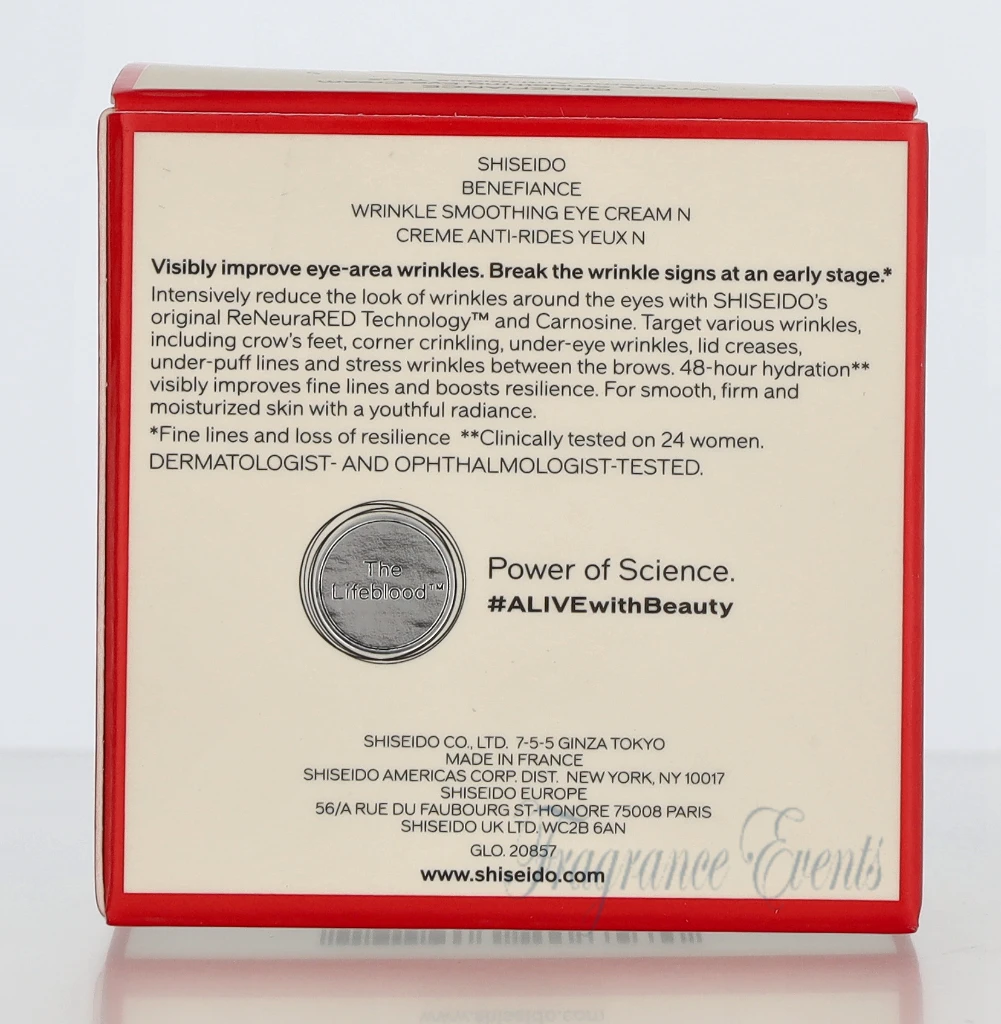 SHISEIDO
BENEFIANCE
WRINKLE SMOOTHING EYE CREAM N
CREME ANTI-RIDES YEUX N
Visibly improve eye-area wrinkles. Break the wrinkle signs at an early stage.*
Intensively reduce the look of wrinkles around the eyes with SHISEIDO's
original ReNeuraRED Technology™ and Carnosine. Target various wrinkles,
including crow's feet, corner crinkling, under-eye wrinkles, lid creases,
under-puff lines and stress wrinkles between the brows. 48-hour hydration**
visibly improves fine lines and boosts resilience. For smooth, firm and
moisturized skin with a youthful radiance.
*Fine lines and loss of resilience **Clinically tested on 24 women.
DERMATOLOGIST- AND OPHTHALMOLOGIST-TESTED.
The
Lifeblood™
Power of Science.
#ALIVEwithBeauty
SHISEIDO CO., LTD. 7-5-5 GINZA TOKYO
MADE IN FRANCE
SHISEIDO AMERICAS CORP. DIST. NEW YORK, NY 10017
SHISEIDO EUROPE
56/A RUE DU FAUBOURG ST-HONORE 75008 PARIS
SHISEIDO UK LTD. WC2B 6AN
GLO. 20857
www.shiseido.com
Fragrance Events